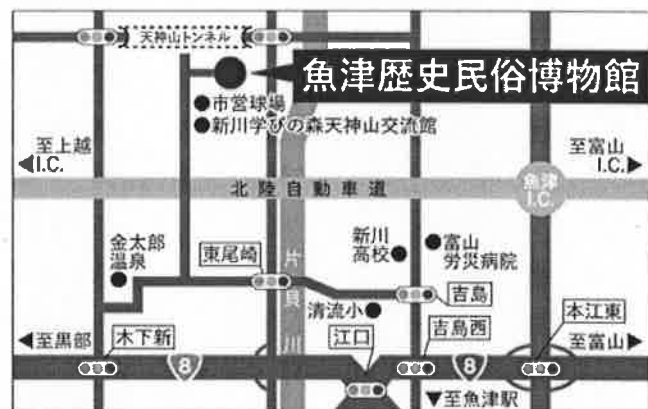 天神山トンネル
魚津歴史民俗博物館
●市営球場
●新川学びの森天神山交流館
至上越
◀I.C.
至富山
I.C.▶
北陸自動車道
魚津
I.C.
金太郎
温泉
東尾崎
片貝川
新川
高校
富山
労災病院
清流小
吉島
◀至黒部
木下新
8
江口
吉島西
8
本江東
至富山▶
▼至魚津駅